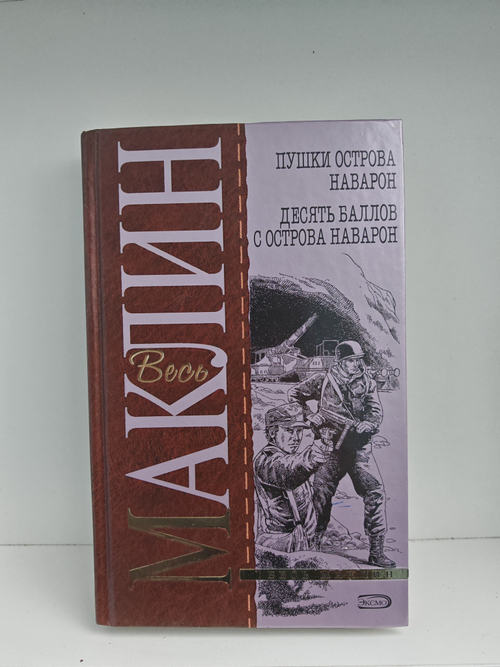 МАКЛИН
Весь
ПУШКИ ОСТРОВА
НАВАРОН
ДЕСЯТЬ БАЛЛОВ
С ОСТРОВА НАВАРОН
ЭКСМО